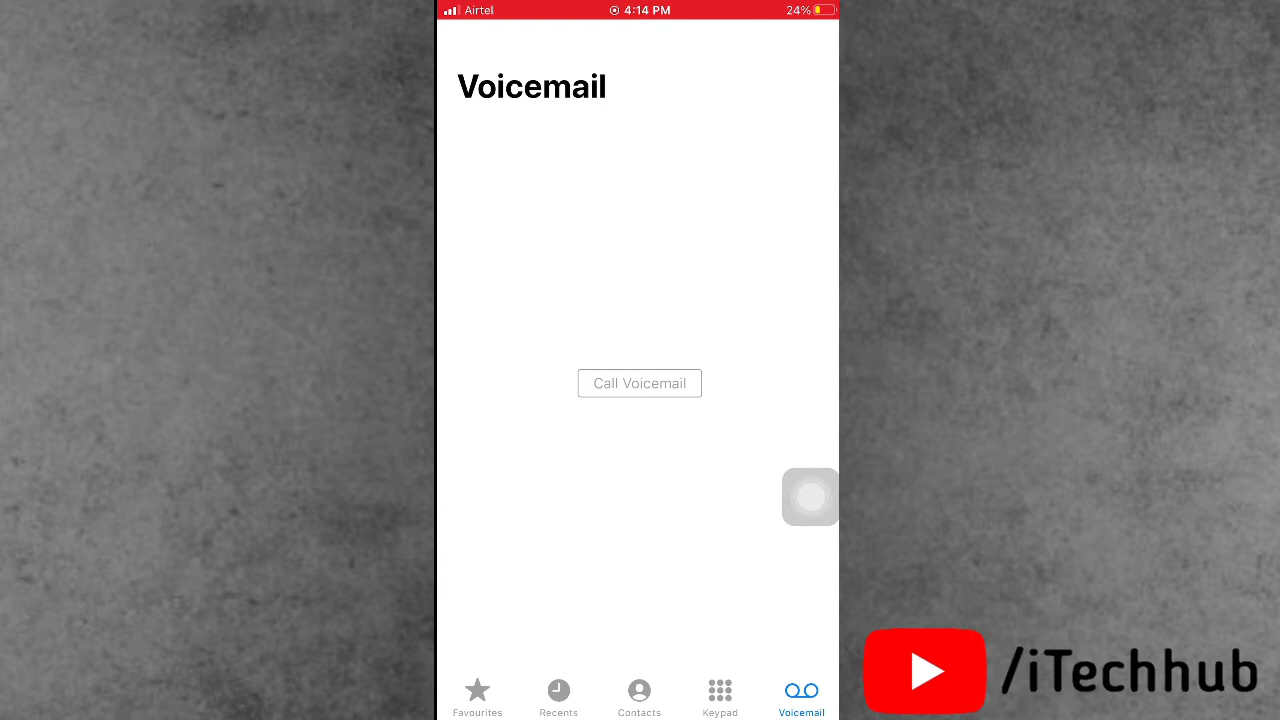 Airtel 4:14 PM 24%
Voicemail
Call Voicemail
Favourites Recents Contacts Keypad Voicemail
/iTechhub